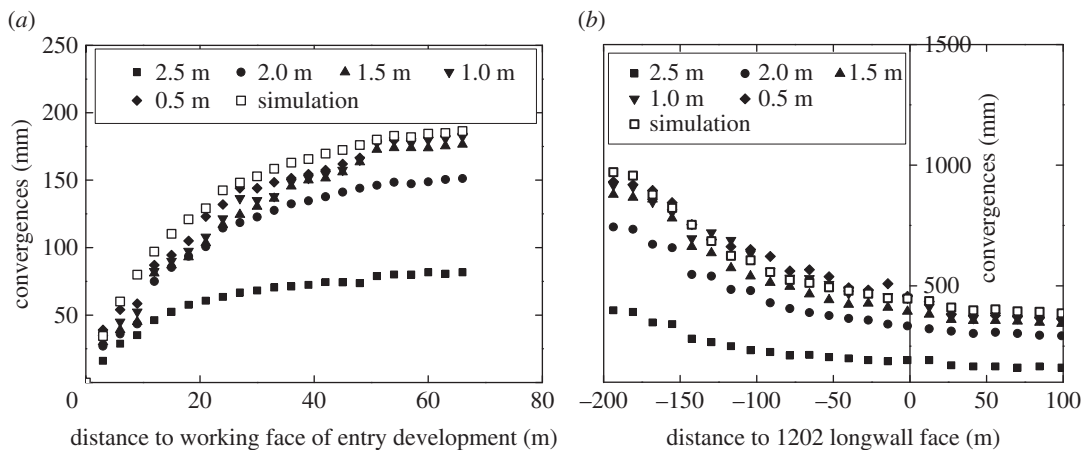 (a)
250
200
150
100
50
convergences (mm)
2.5 m 2.0 m 1.5 m 1.0 m
0.5 m simulation
0 20 40 60 80
distance to working face of entry development (m)
(b)
1500
1000
500
convergences (mm)
2.5 m 2.0 m 1.5 m
1.0 m 0.5 m
simulation
−200 −150 −100 −50 0 50 100
distance to 1202 longwall face (m)